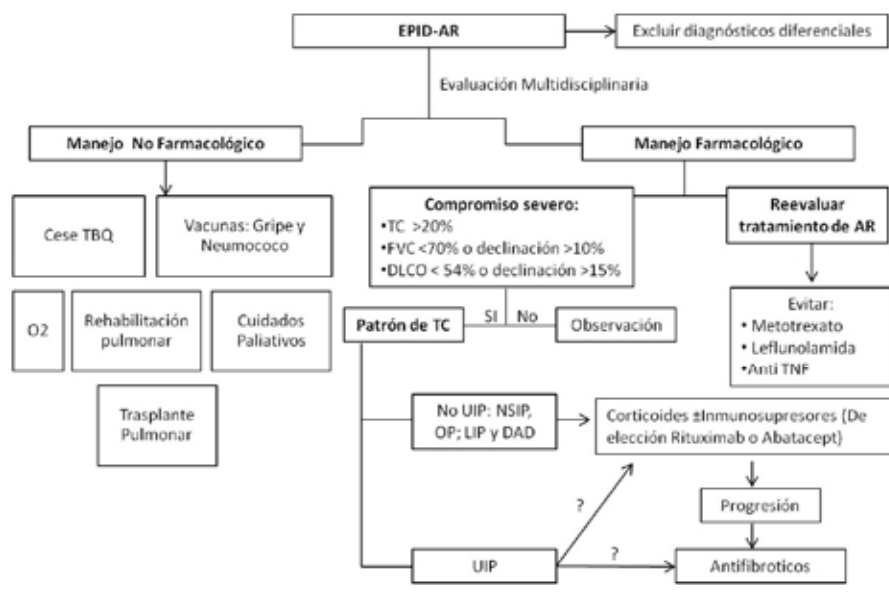 EPID-AR
Excluir diagnósticos diferenciales
Evaluación Multidisciplinaria
Manejo No Farmacológico
Manejo Farmacológico
Cese TBQ
Vacunas: Gripe y
Neumococo
O2
Rehabilitación
pulmonar
Cuidados
Paliativos
Trasplante
Pulmonar
Compromiso severo:
•TC >20%
•FVC <70% o declinación >10%
•DLCO < 54% o declinación >15%
Reevaluar
tratamiento de AR
Evitar:
• Metotrexato
• Leflunolamida
•Anti TNF
Patrón de TC
SI
No
Observación
No UIP: NSIP,
OP; LIP y DAD
Corticoides ±Inmunosupresores (De
elección Rituximab o Abatacept)
?
Progresión
UIP
?
Antifibroticos